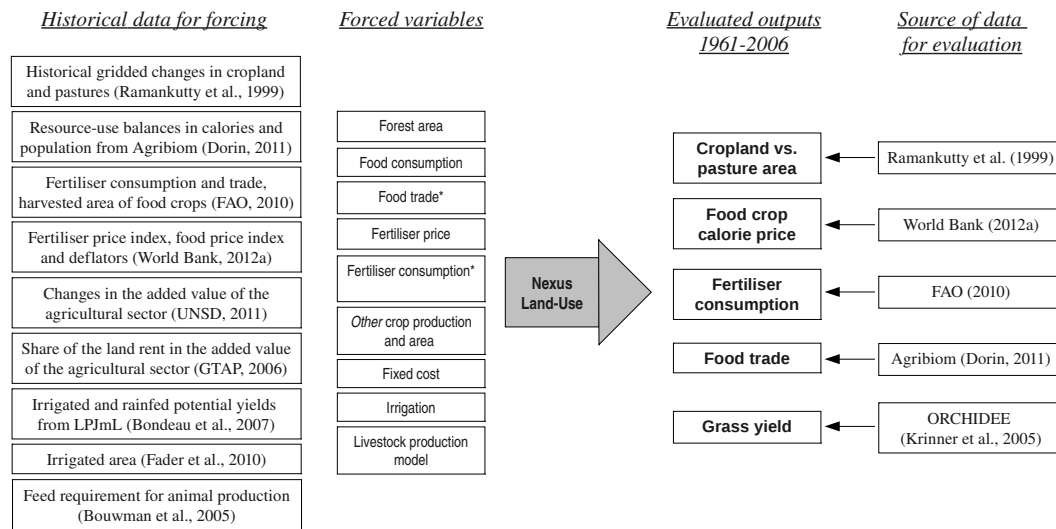 Historical data for forcing
Historical gridded changes in cropland
and pastures (Ramankutty et al., 1999)
Resource-use balances in calories and
population from Agribiom (Dorin, 2011)
Fertiliser consumption and trade,
harvested area of food crops (FAO, 2010)
Fertiliser price index, food price index
and deflators (World Bank, 2012a)
Changes in the added value of the
agricultural sector (UNSD, 2011)
Share of the land rent in the added value
of the agricultural sector (GTAP, 2006)
Irrigated and rainfed potential yields
from LPJmL (Bondeau et al., 2007)
Irrigated area (Fader et al., 2010)
Feed requirement for animal production
(Bouwman et al., 2005)
Forced variables
Forest area
Food consumption
Food trade*
Fertiliser price
Fertiliser consumption*
Other crop production
and area
Fixed cost
Irrigation
Livestock production
model
Nexus
Land-Use
Evaluated outputs
1961-2006
Cropland vs.
pasture area
Food crop
calorie price
Fertiliser
consumption
Food trade
Grass yield
Source of data
for evaluation
Ramankutty et al. (1999)
World Bank (2012a)
FAO (2010)
Agribiom (Dorin, 2011)
ORCHIDEE
(Krinner et al., 2005)